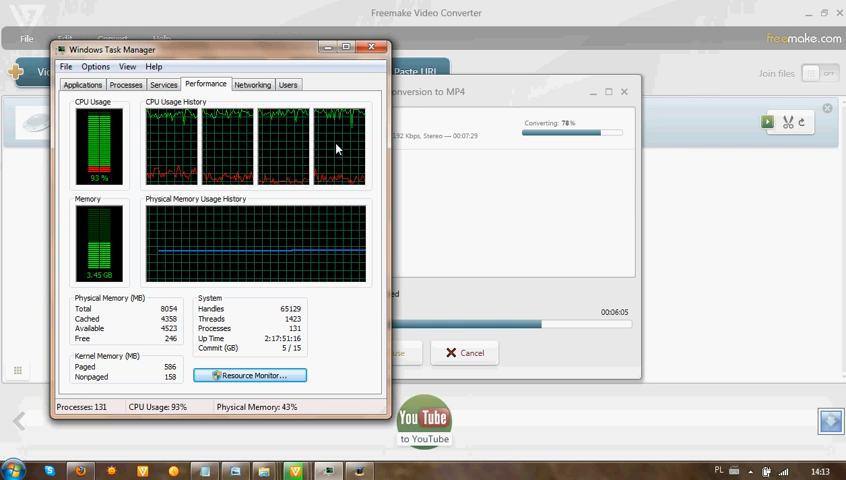 Freemake Video Converter
File Edit Convert Help
freemake.com
Windows Task Manager
File Options View Help
Applications Processes Services Performance Networking Users
Paste URL
Join files OFF
CPU Usage CPU Usage History
93 %
onversion to MP4
Converting: 78%
192 Kbps, Stereo — 00:07:29
Memory Physical Memory Usage History
3.45 GB
Physical Memory (MB)
Total 8054
Cached 4358
Available 4523
Free 246
Kernel Memory (MB)
Paged 586
Nonpaged 158
System
Handles 65129
Threads 1423
Processes 131
Up Time 2:17:51:16
Commit (GB) 5 / 15
Resource Monitor...
Processes: 131 CPU Usage: 93% Physical Memory: 43%
00:06:05
Cancel
You Tube
to YouTube
PL 14:13